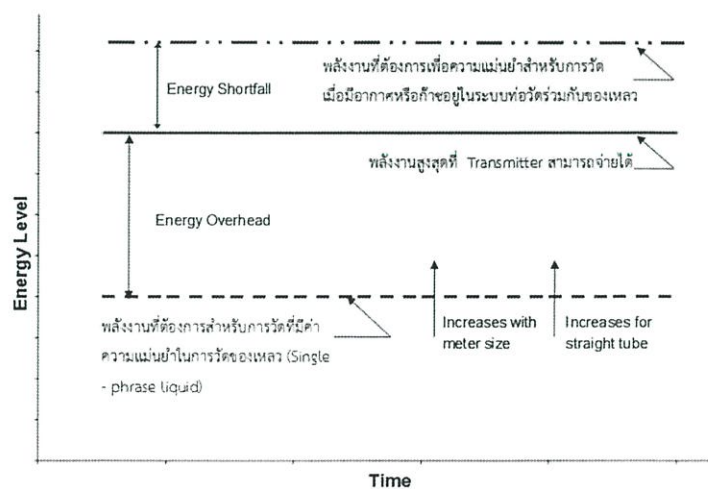 พลังงานที่ต้องการเพื่อความแม่นยำสำหรับการวัด
เมื่อมีอากาศหรือก๊าซอยู่ในระบบท่อวัดร่วมกับของเหลว
Energy Shortfall
พลังงานสูงสุดที่ Transmitter สามารถจ่ายได้
Energy Overhead
Energy Level
พลังงานที่ต้องการสำหรับการวัดที่มีค่า
ความแม่นยำในการวัดของเหลว (Single
- phrase liquid)
Increases with
meter size
Increases for
straight tube
Time